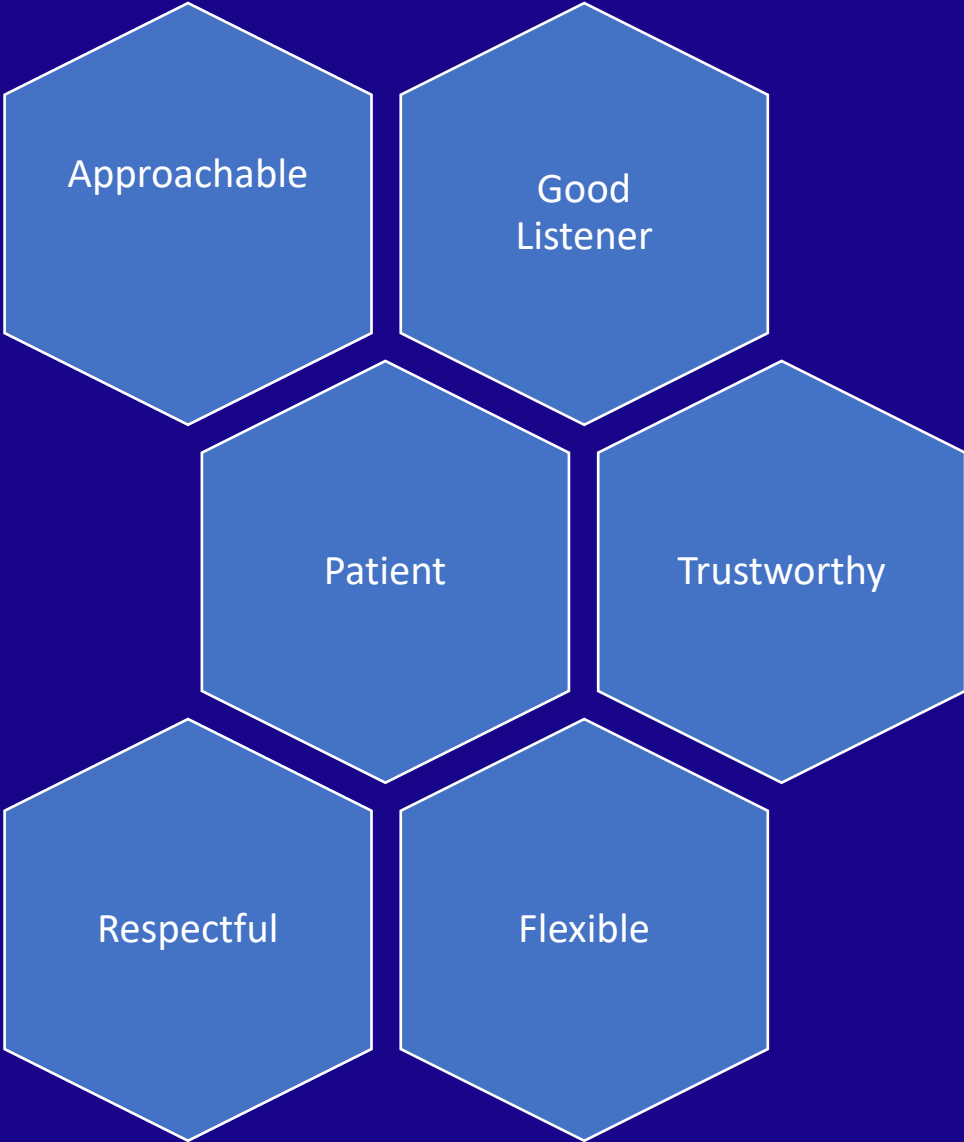 Approachable
Good
Listener
Patient
Trustworthy
Respectful
Flexible